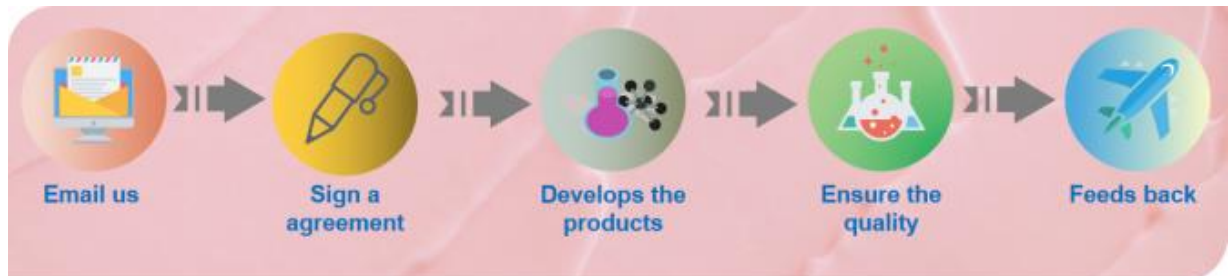 Email us
Sign a
agreement
Develops the
products
Ensure the
quality
Feeds back